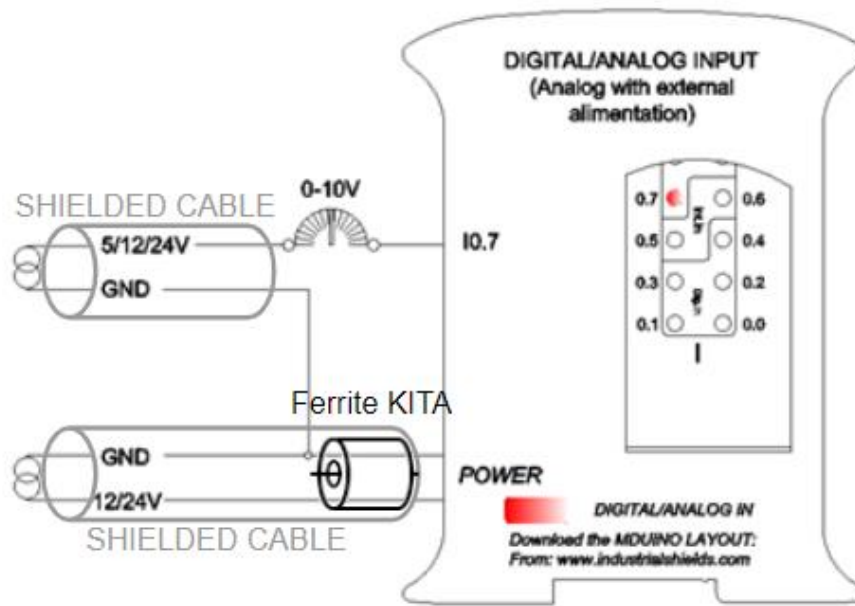 DIGITAL/ANALOG INPUT
(Analog with external
alimentation)
0-10V
SHIELDED CABLE
5/12/24V
I0.7
GND
0.7
0.6
0.5
0.4
0.3
0.2
0.1
0.0
I
Ferrite KITA
GND
12/24V
SHIELDED CABLE
POWER
DIGITAL/ANALOG IN
Download the MDUINO LAYOUT:
From: www.industrialshields.com